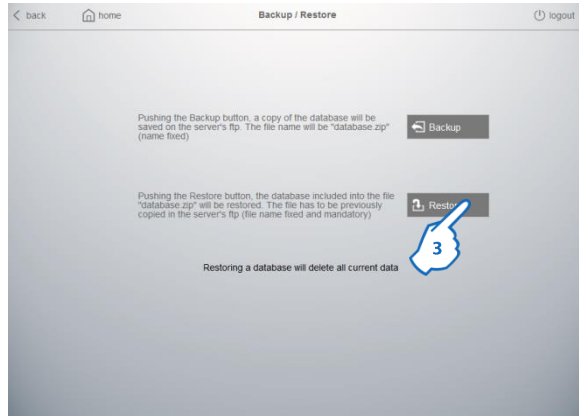 back
home
Backup / Restore
logout
Pushing the Backup button, a copy of the database will be
saved on the server's ftp. The file name will be "database.zip"
(name fixed)
Backup
Pushing the Restore button, the database included into the file
"database.zip" will be restored. The file has to be previously
copied in the server's ftp (file name fixed and mandatory)
Restore
3
Restoring a database will delete all current data